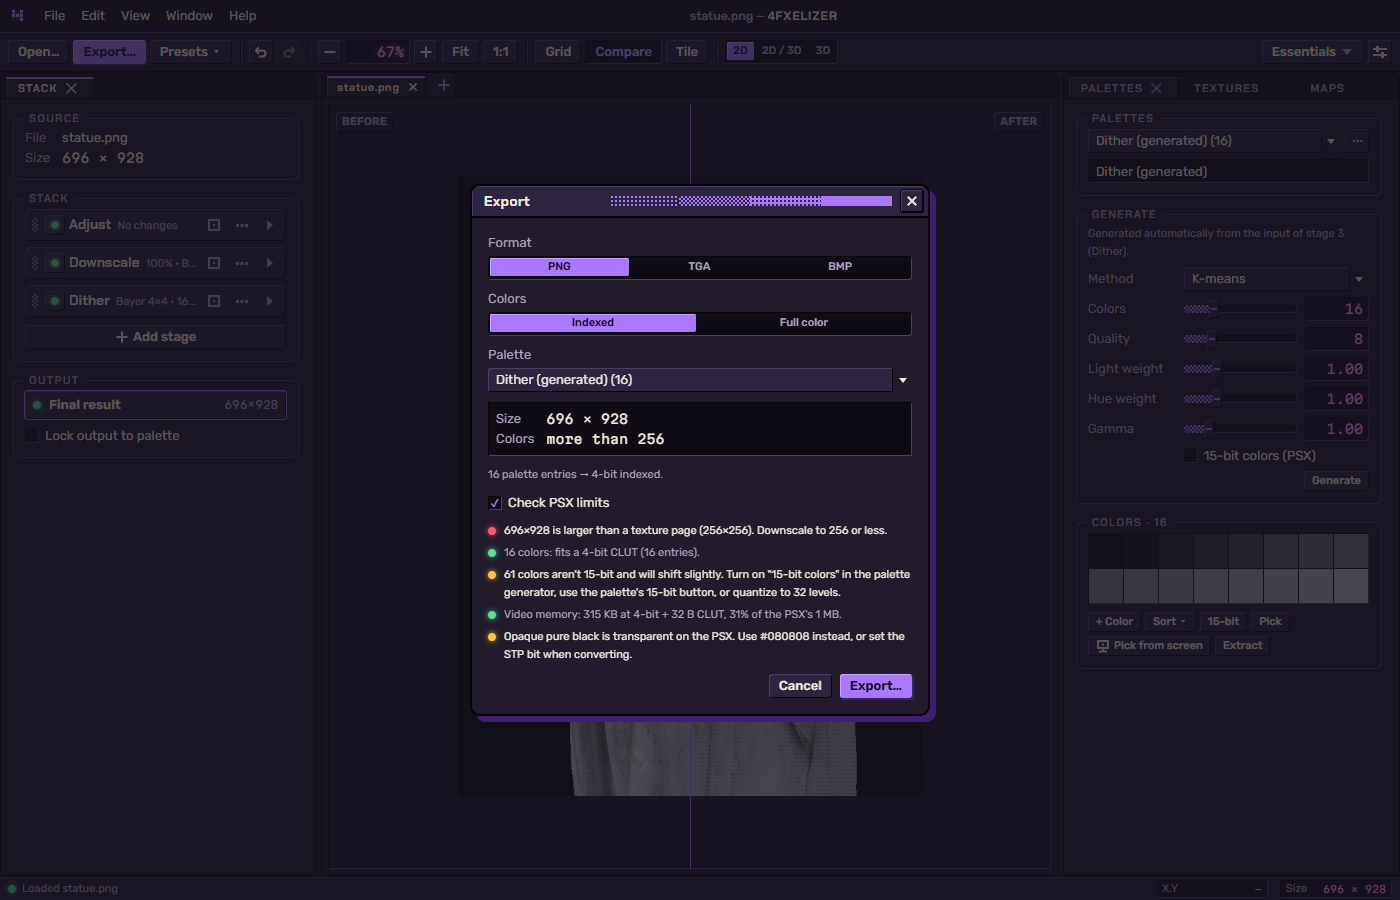 File Edit View Window Help
statue.png — 4FXELIZER
Open... Export... Presets
67% Fit 1:1 Grid Compare Tile 2D 2D / 3D 3D
Essentials
STACK
SOURCE
File statue.png
Size 696 × 928
STACK
Adjust No changes
Downscale 100% • B...
Dither Bayer 4×4 • 16...
+ Add stage
OUTPUT
Final result 696×928
Lock output to palette
statue.png
BEFORE
AFTER
Export
Format
PNG TGA BMP
Colors
Indexed Full color
Palette
Dither (generated) (16)
Size 696 × 928
Colors more than 256
16 palette entries → 4-bit indexed.
Check PSX limits
696×928 is larger than a texture page (256×256). Downscale to 256 or less.
16 colors: fits a 4-bit CLUT (16 entries).
61 colors aren't 15-bit and will shift slightly. Turn on "15-bit colors" in the palette
generator, use the palette's 15-bit button, or quantize to 32 levels.
Video memory: 315 KB at 4-bit + 32 B CLUT, 31% of the PSX's 1 MB.
Opaque pure black is transparent on the PSX. Use #080808 instead, or set the
STP bit when converting.
Cancel Export...
PALETTES TEXTURES MAPS
PALETTES
Dither (generated) (16)
Dither (generated)
GENERATE
Generated automatically from the input of stage 3
(Dither).
Method K-means
Colors 16
Quality 8
Light weight 1.00
Hue weight 1.00
Gamma 1.00
15-bit colors (PSX)
Generate
COLORS · 16
+ Color Sort 15-bit Pick
Pick from screen Extract
Loaded statue.png
X,Y –
Size 696 × 928